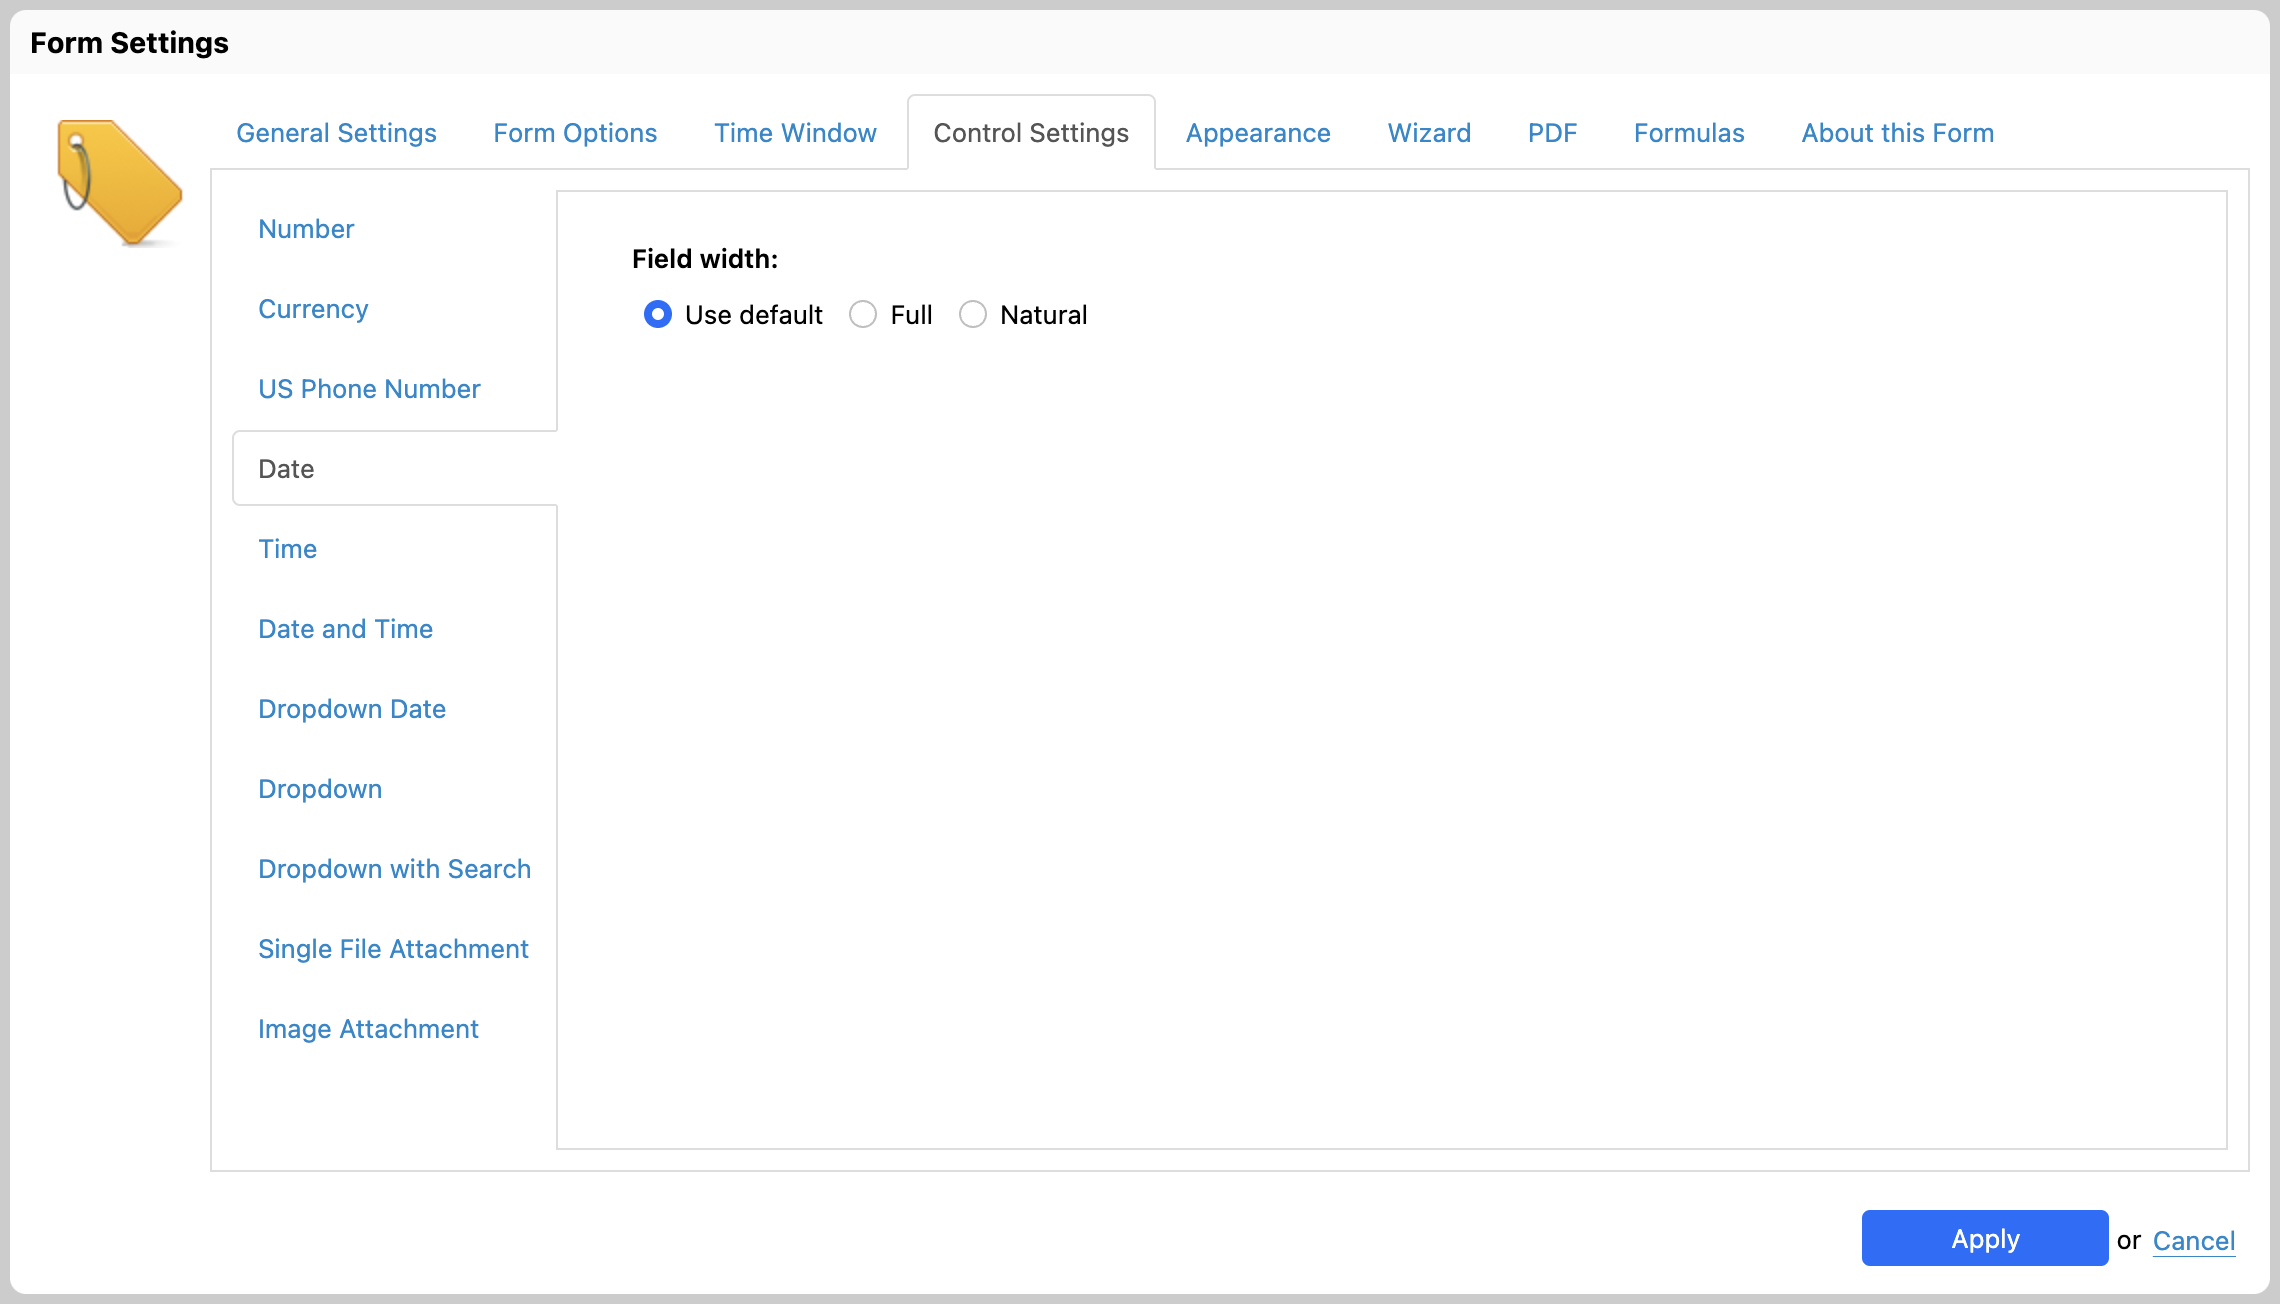 Form Settings
General Settings Form Options Time Window Control Settings Appearance Wizard PDF Formulas About this Form
Number
Currency
US Phone Number
Date
Time
Date and Time
Dropdown Date
Dropdown
Dropdown with Search
Single File Attachment
Image Attachment
Field width:
Use default Full Natural
Apply or Cancel